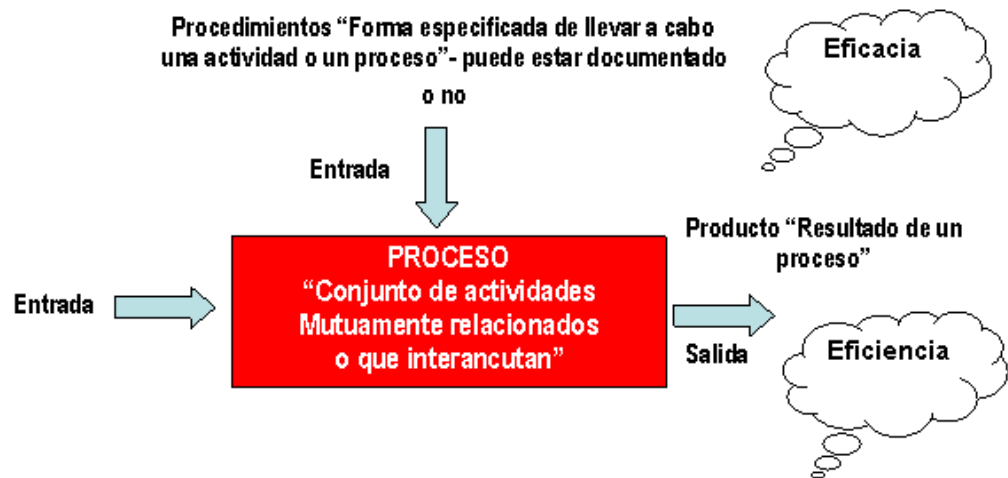 Procedimientos “Forma especificada de llevar a cabo
una actividad o un proceso”- puede estar documentado
o no
Eficacia
Entrada
Producto “Resultado de un
proceso”
PROCESO
“Conjunto de actividades
Mutuamente relacionados
o que interancutan”
Entrada
Salida
Eficiencia